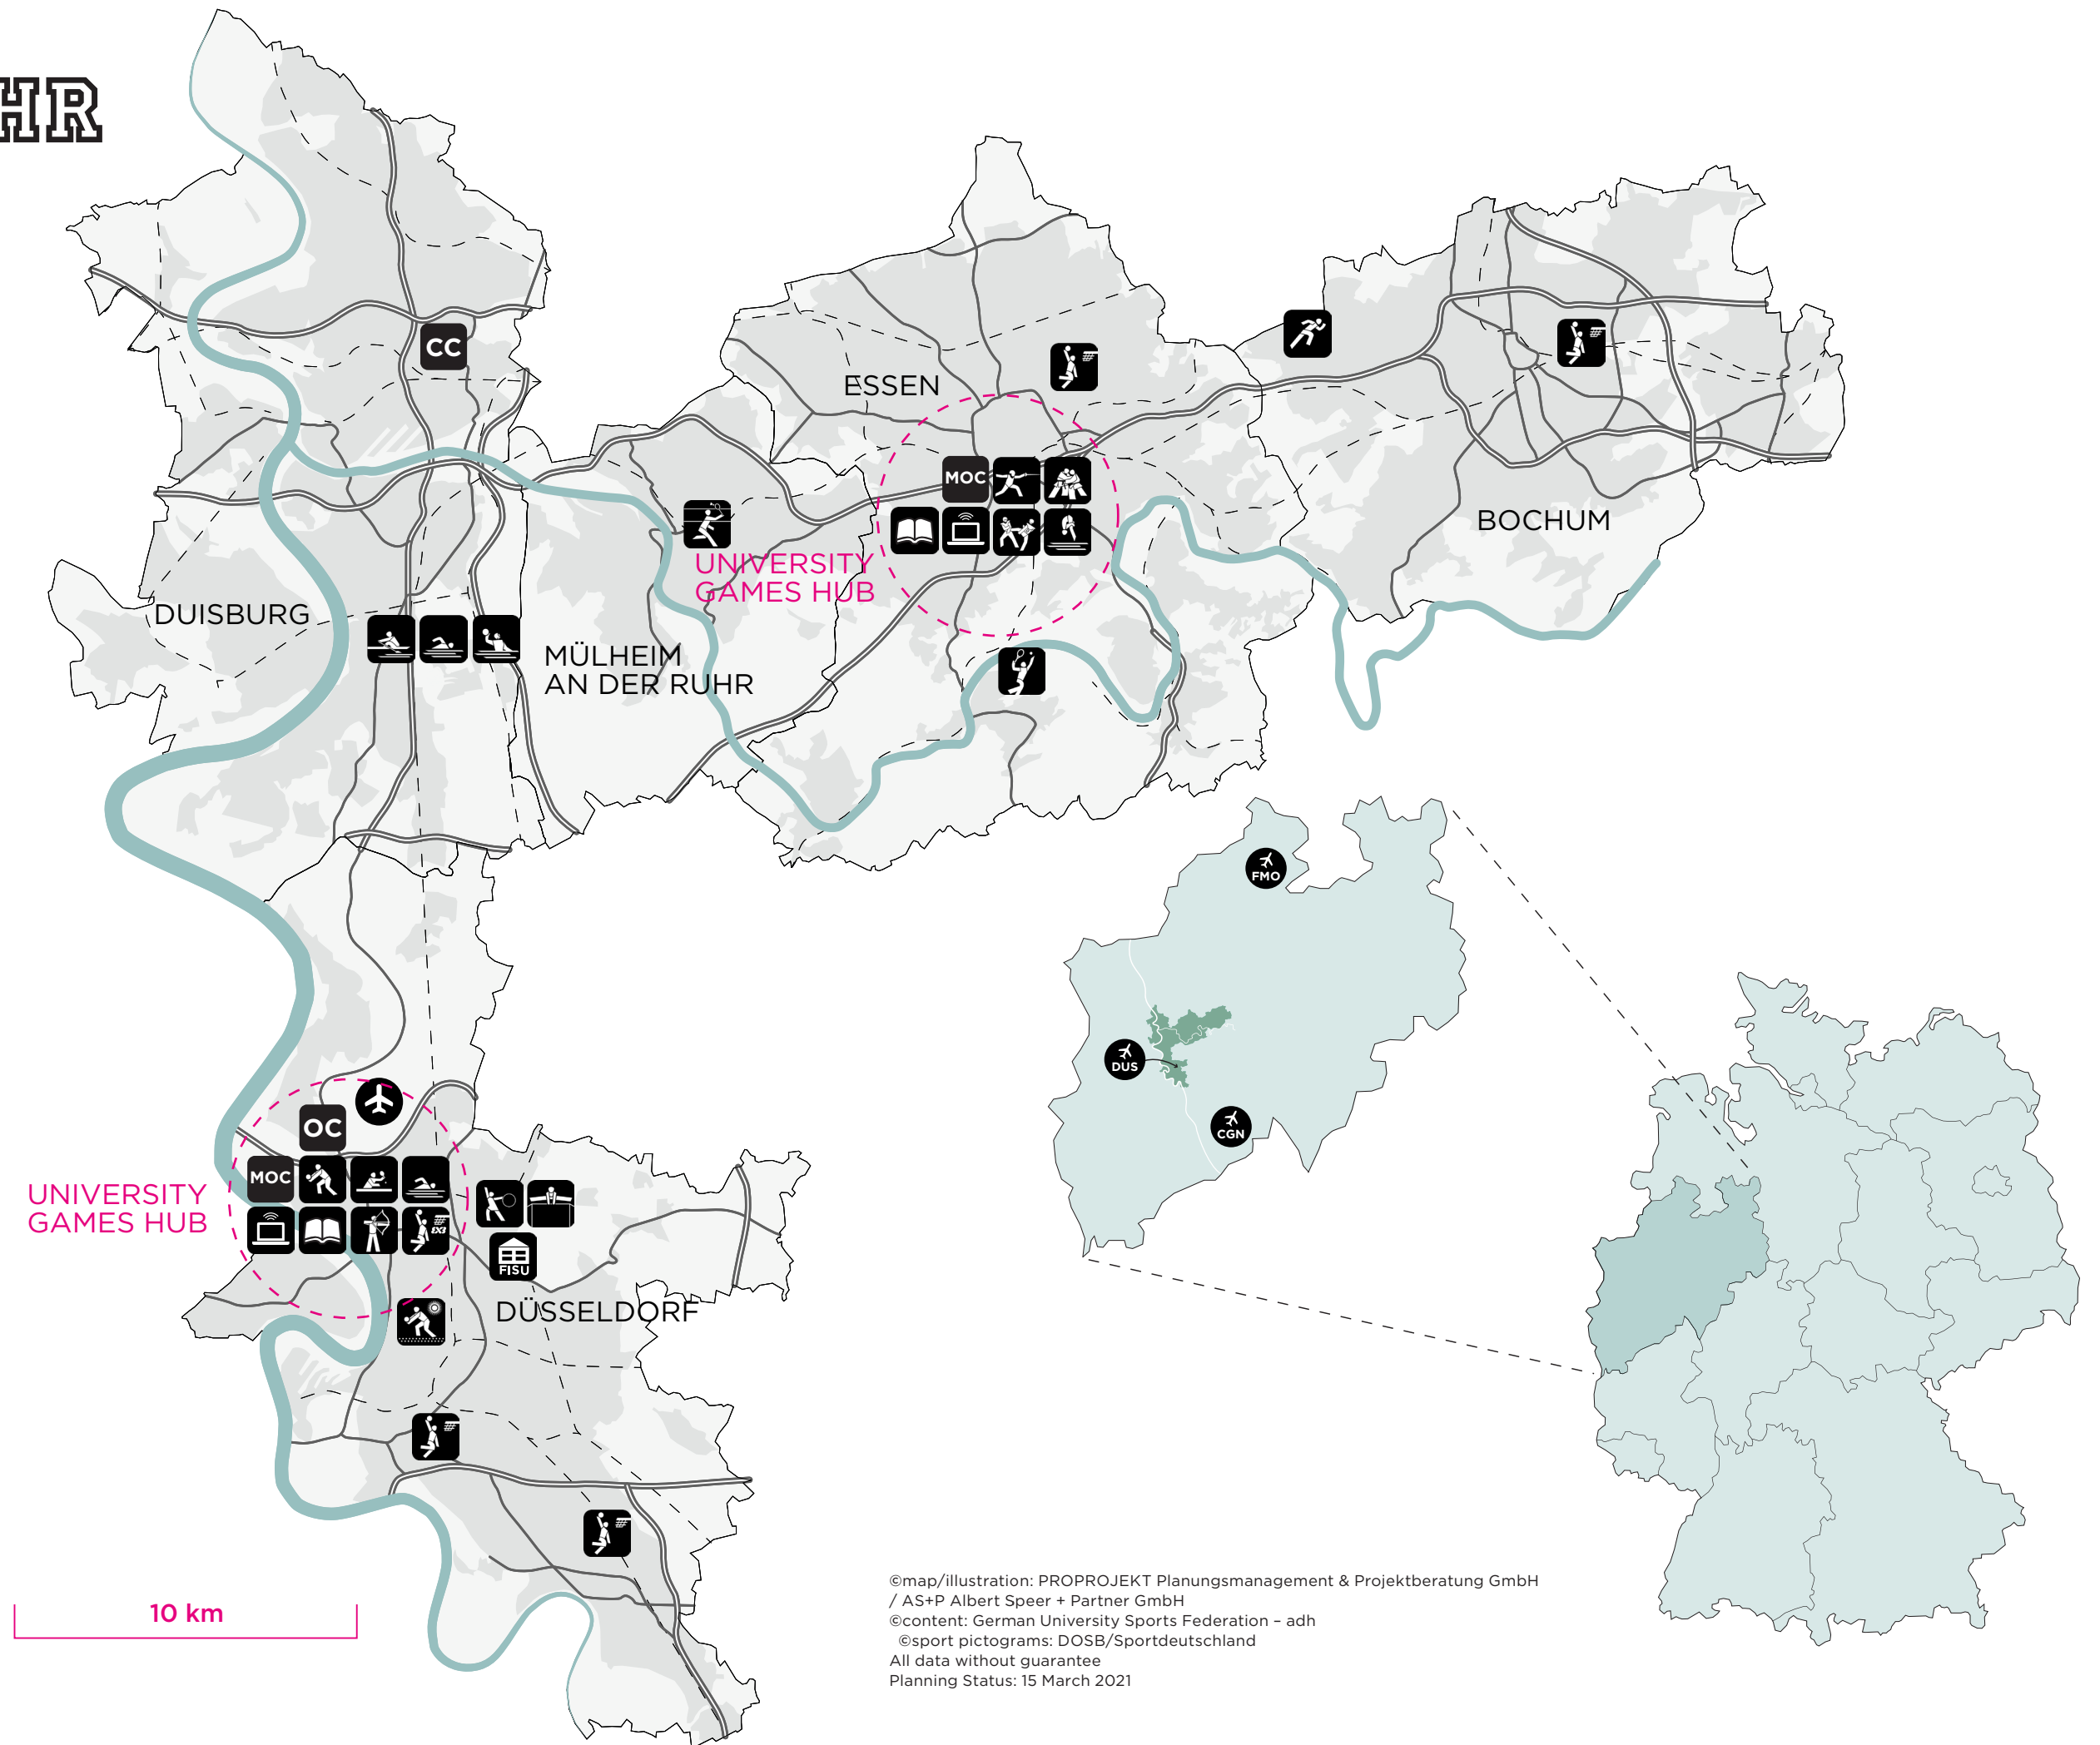 HR
CC
ESSEN
MOC
UNIVERSITY
GAMES HUB
BOCHUM
DUISBURG
MÜLHEIM
AN DER RUHR
FMO
DUS
CGN
OC
MOC
UNIVERSITY
GAMES HUB
3X3
FISU
DÜSSELDORF
10 km
©map/illustration: PROPROJEKT Planungsmanagement & Projektberatung GmbH
/ AS+P Albert Speer + Partner GmbH
©content: German University Sports Federation – adh
©sport pictograms: DOSB/Sportdeutschland
All data without guarantee
Planning Status: 15 March 2021